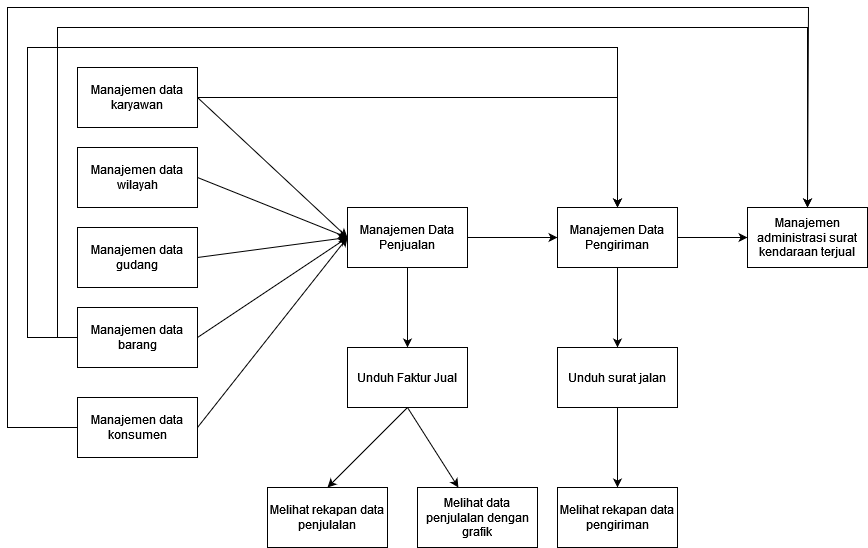 Manajemen data
karyawan
Manajemen data
wilayah
Manajemen data
gudang
Manajemen data
barang
Manajemen data
konsumen
Manajemen Data
Penjualan
Manajemen Data
Pengiriman
Manajemen
administrasi surat
kendaraan terjual
Unduh Faktur Jual
Unduh surat jalan
Melihat rekapan data
penjulalan
Melihat data
penjulalan dengan
grafik
Melihat rekapan data
pengiriman